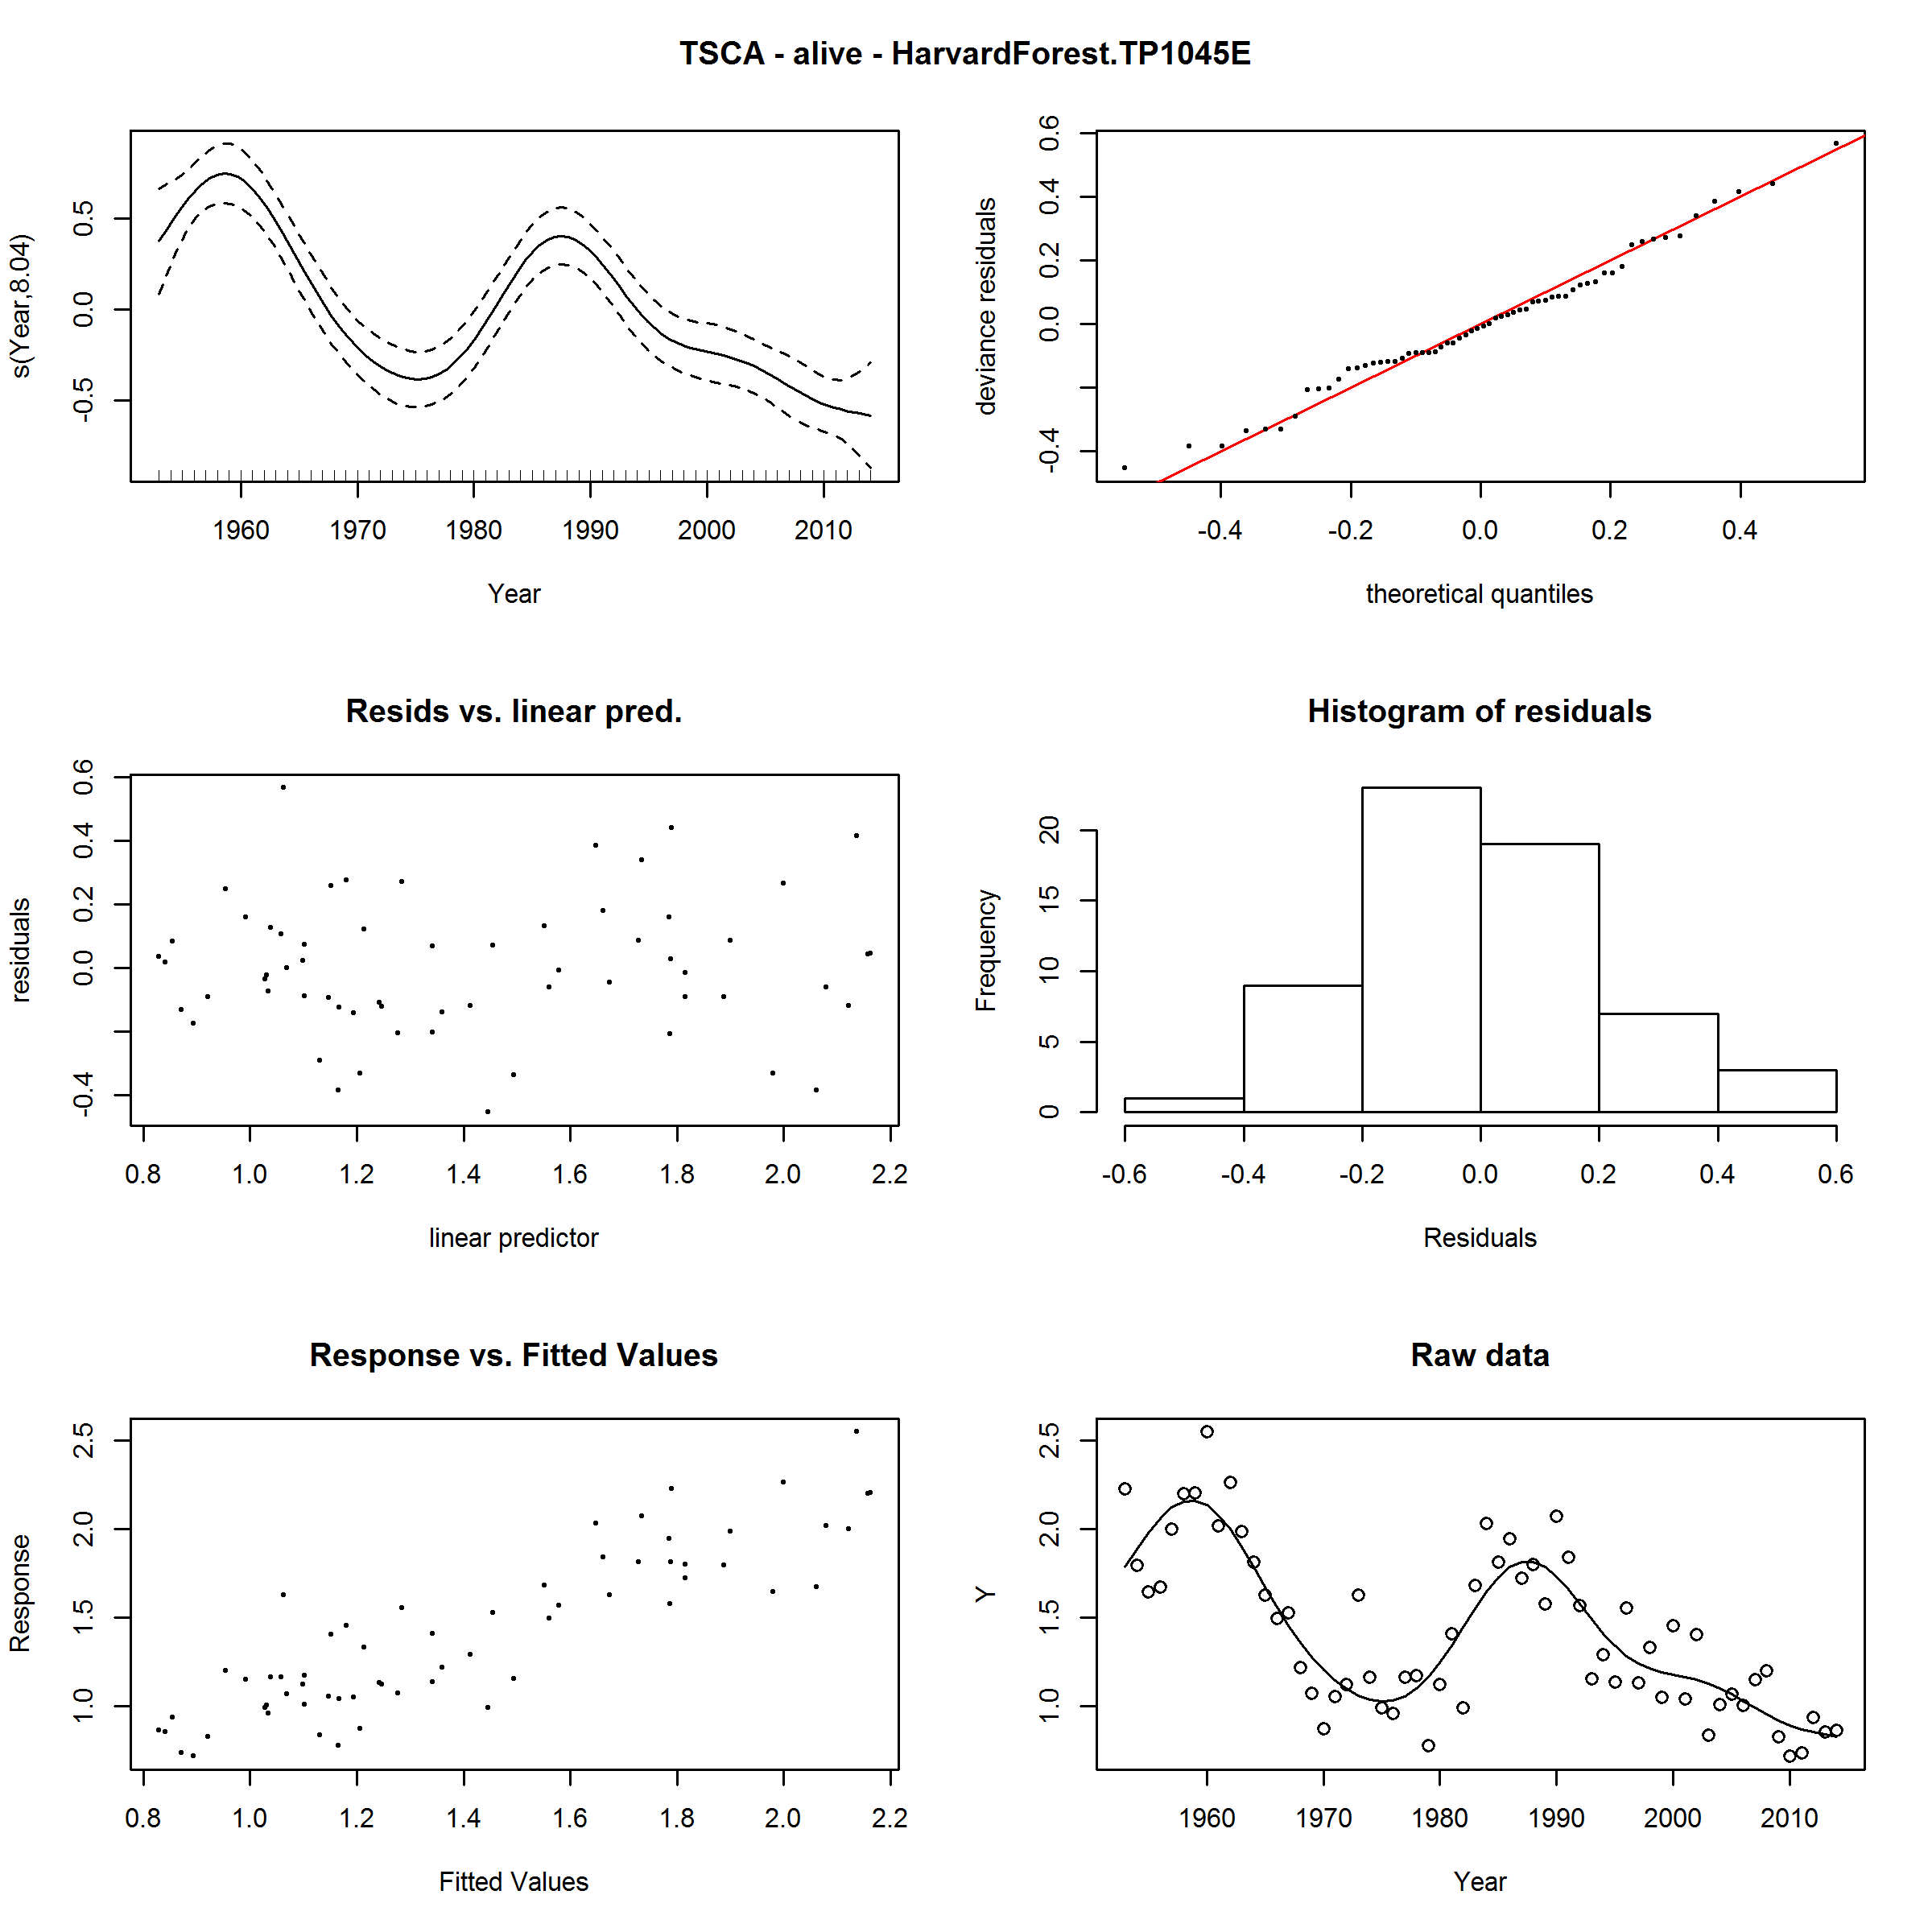 TSCA - alive - HarvardForest.TP1045E
s(Year,8.04)
0.5
0.0
-0.5
1960 1970 1980 1990 2000 2010
Year
deviance residuals
0.6
0.4
0.2
0.0
-0.4
-0.4 -0.2 0.0 0.2 0.4
theoretical quantiles
Resids vs. linear pred.
residuals
0.6
0.4
0.2
0.0
-0.4
0.8 1.0 1.2 1.4 1.6 1.8 2.0 2.2
linear predictor
Histogram of residuals
Frequency
20
15
10
5
0
-0.6 -0.4 -0.2 0.0 0.2 0.4 0.6
Residuals
Response vs. Fitted Values
Response
2.5
2.0
1.5
1.0
0.8 1.0 1.2 1.4 1.6 1.8 2.0 2.2
Fitted Values
Raw data
Y
2.5
2.0
1.5
1.0
1960 1970 1980 1990 2000 2010
Year